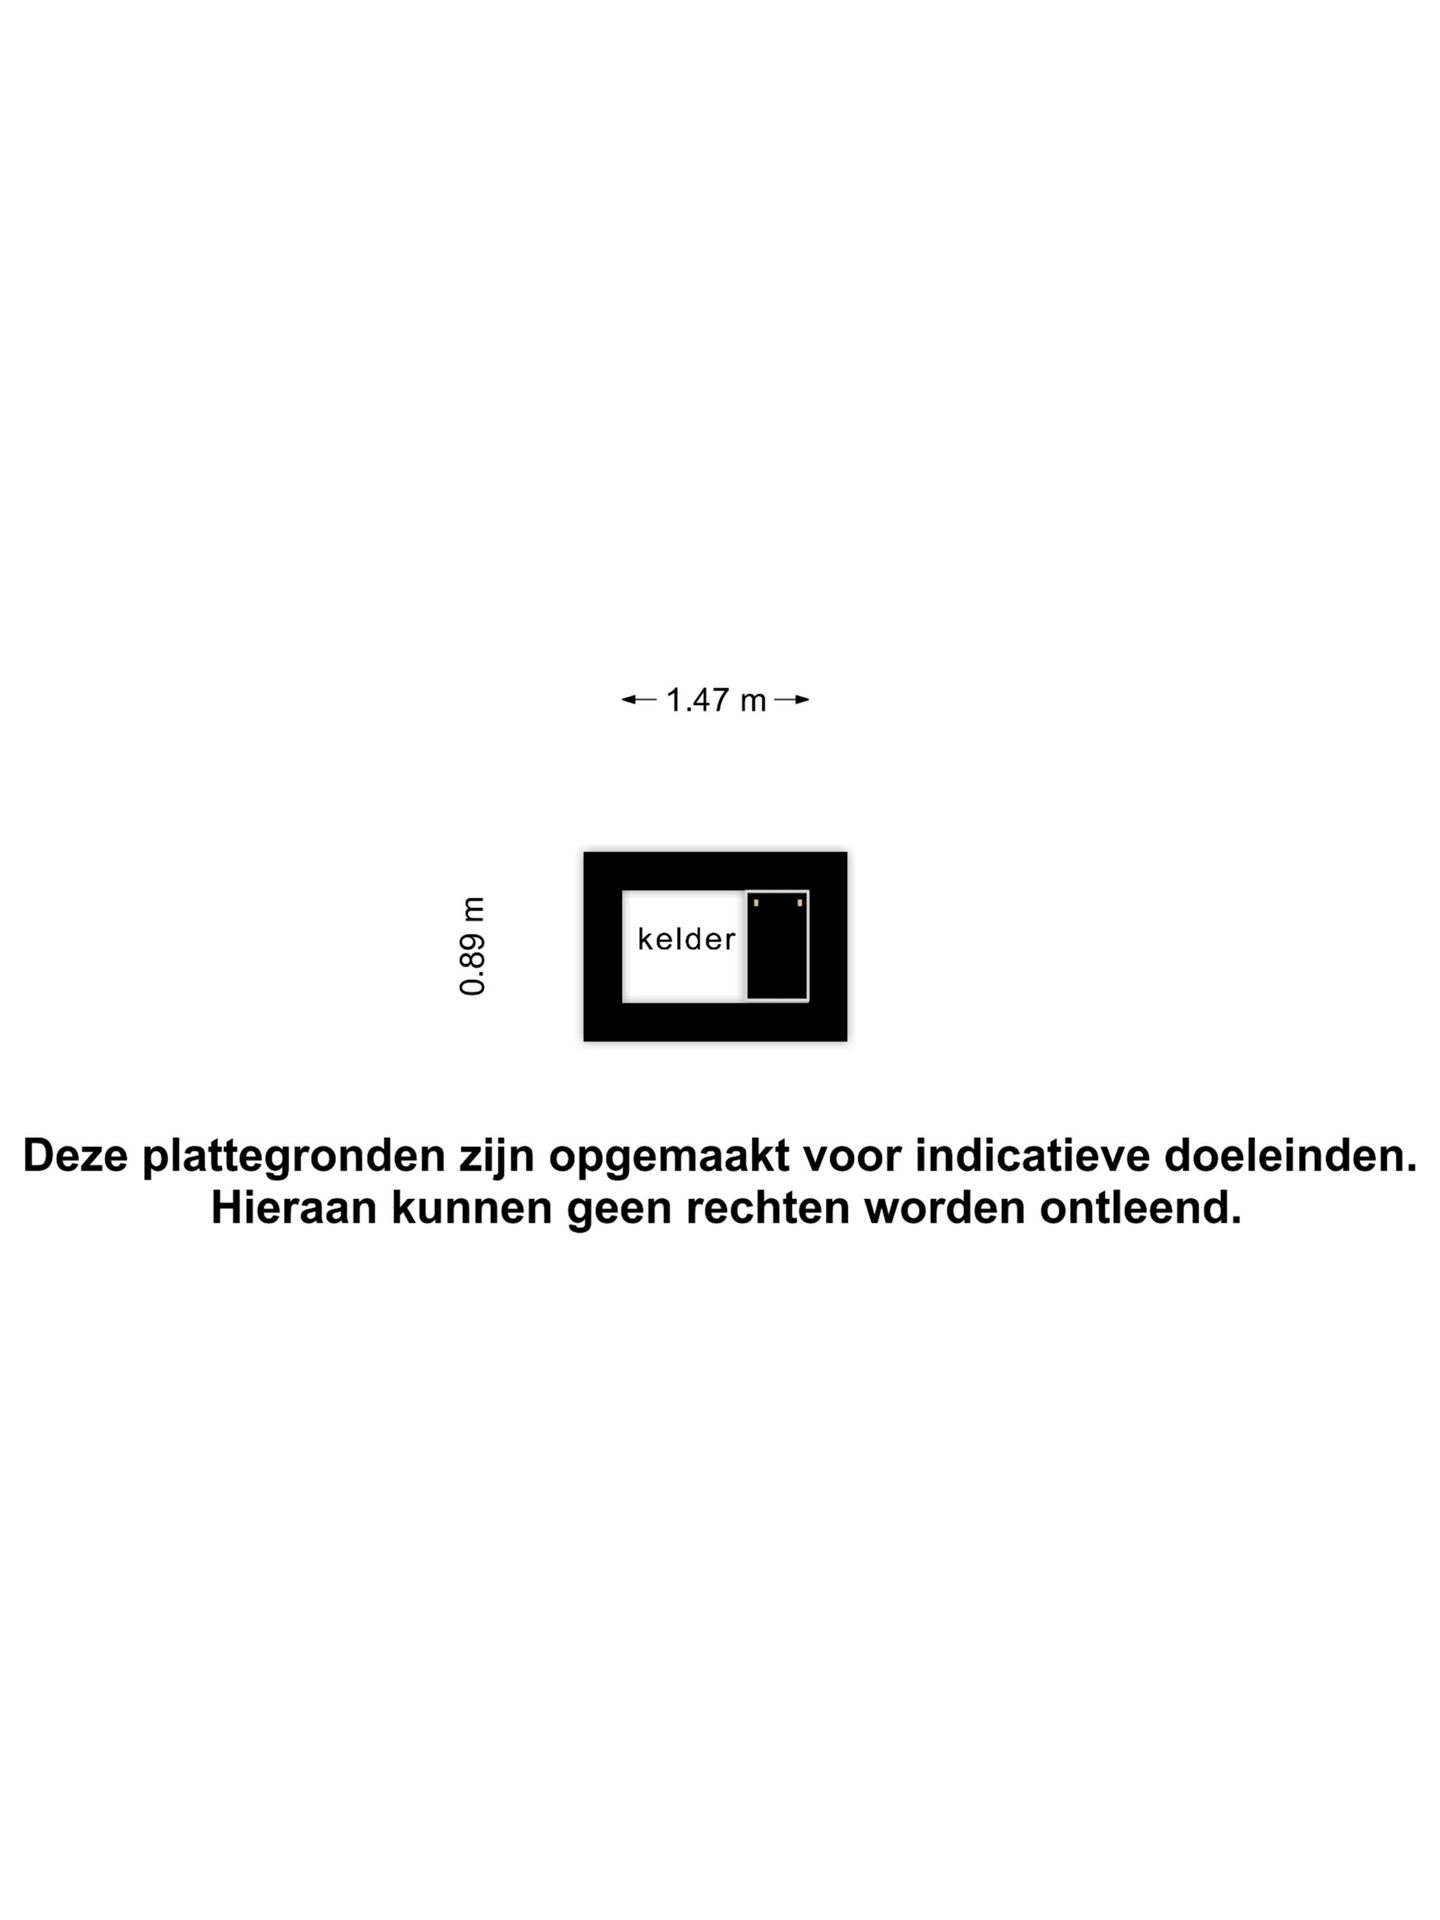 1.47 m
0.89 m
kelder
Deze plattegronden zijn opgemaakt voor indicatieve doeleinden.
Hieraan kunnen geen rechten worden ontleend.